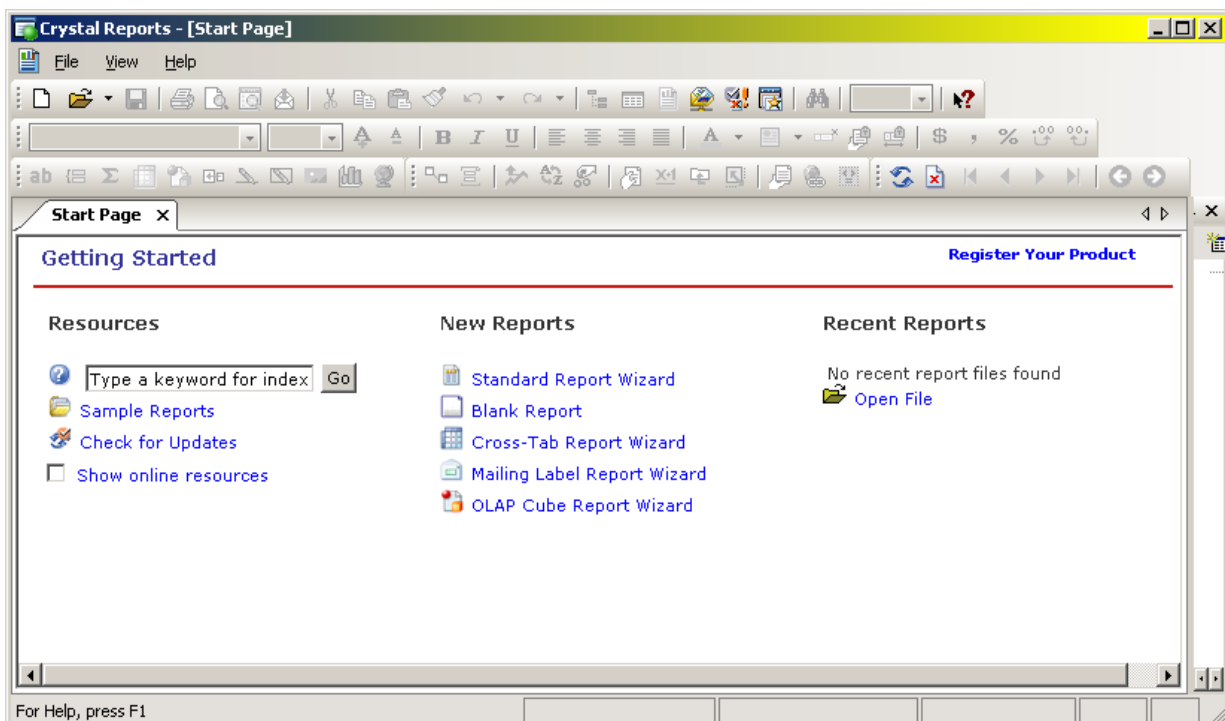 Crystal Reports - [Start Page]
File View Help
ab
B I U A $ , %
Start Page
Getting Started
Register Your Product
Resources
Type a keyword for index Go
Sample Reports
Check for Updates
Show online resources
New Reports
Standard Report Wizard
Blank Report
Cross-Tab Report Wizard
Mailing Label Report Wizard
OLAP Cube Report Wizard
Recent Reports
No recent report files found
Open File
For Help, press F1